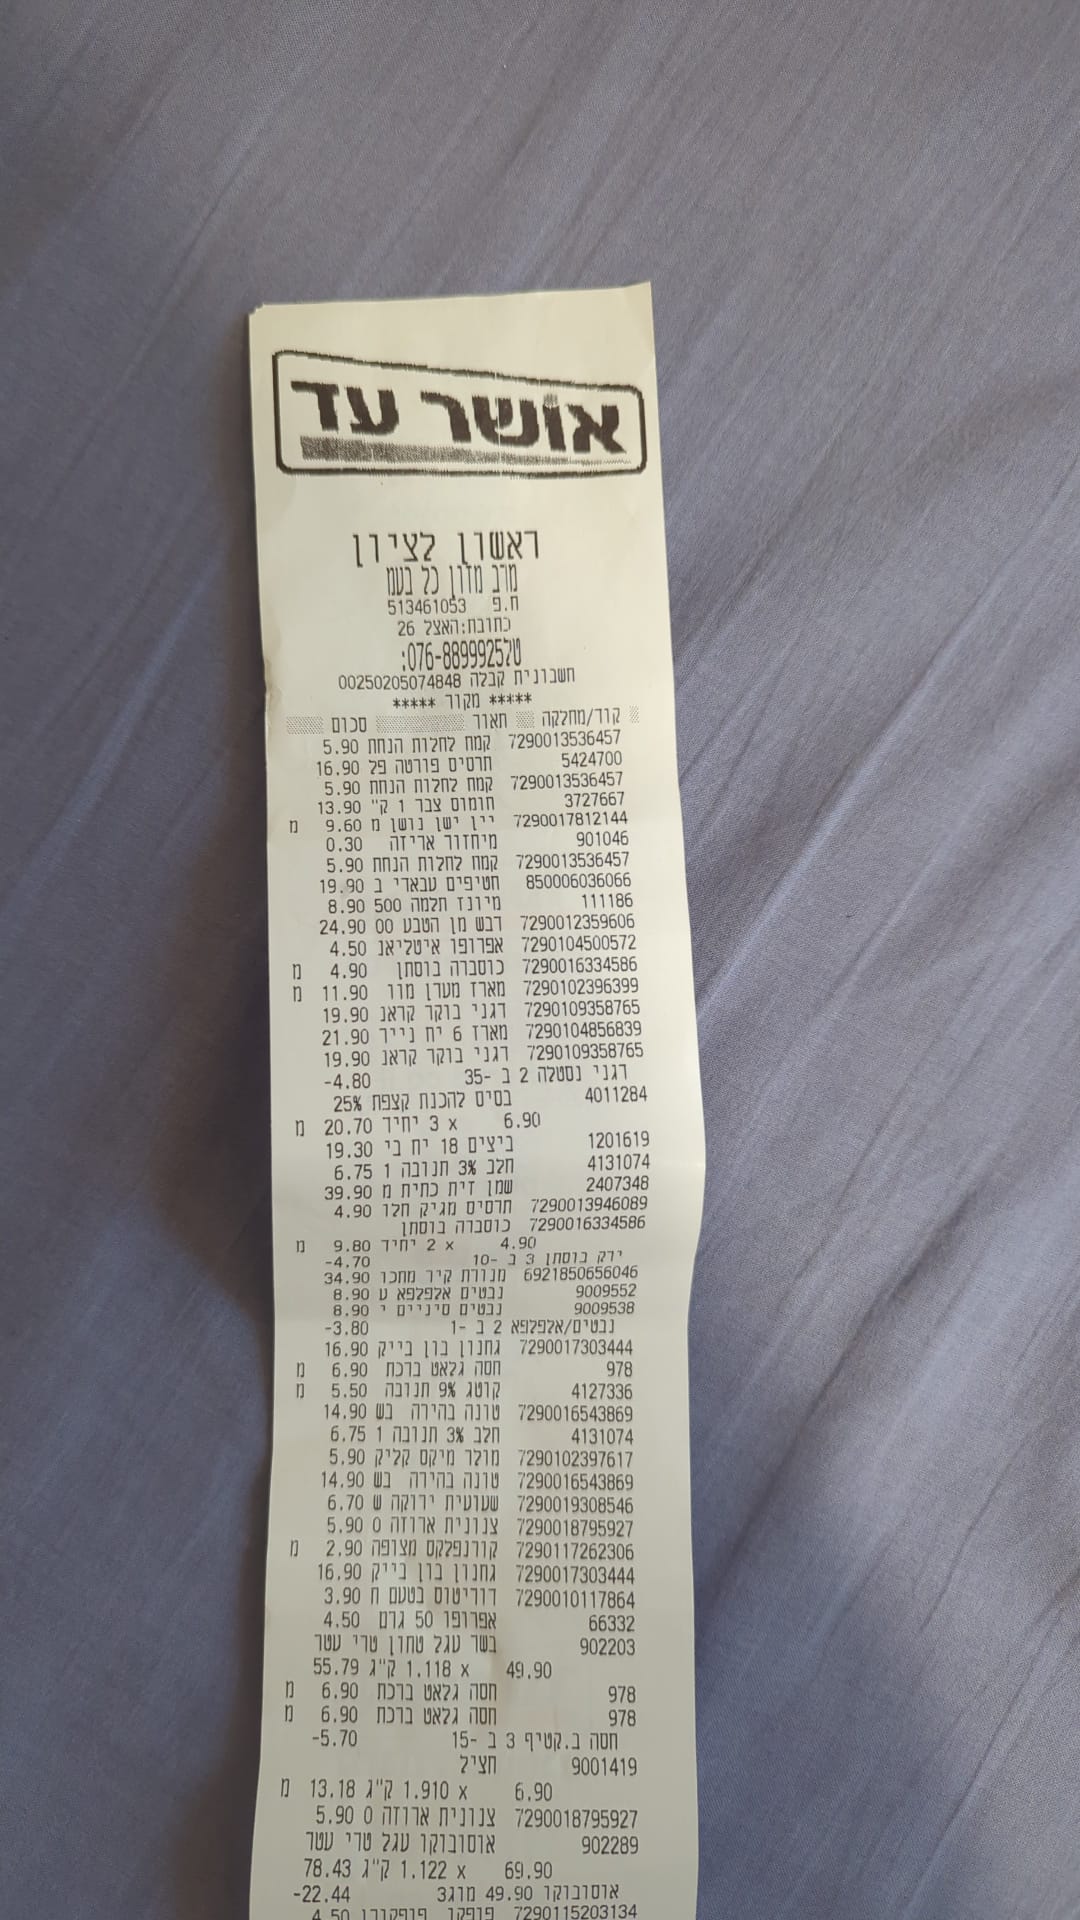 אושר עד
ראשון לציון
מרב מזון כל בעמ
ח.פ 513461053
כתובת:האצל 26
טל:076-8899925
חשבונית קבלה 00250205074848
***** מקור *****
קוד/מחלקה תאור סכום
7290013536457 קמח לחלות הנחת 5.90
5424700 תרסיס פורטה פל 16.90
7290013536457 קמח לחלות הנחת 5.90
3727667 חומוס צבר 1 ק" 13.90
7290017812144 יין ישן נושן מ 9.60 מ
901046 מיחזור אריזה 0.30
7290013536457 קמח לחלות הנחת 5.90
850006036066 חטיפים עבארי ב 19.90
111186 מיונז תלמה 500 8.90
7290012359606 דבש מן הטבע 00 24.90
7290104500572 אפרופו איטליאנ 4.50
7290016334586 כוסברה בוסתן 4.90 מ
7290102396399 מארז מעדן מוו 11.90 מ
7290109358765 דגני בוקר קראנ 19.90
7290104856839 מארז 6 יח נייר 21.90
7290109358765 דגני בוקר קראנ 19.90
דגני נסטלה 2 ב -35 -4.80
4011284 בסיס להכנת קצפת 25%
6.90 x 3 יחיד 20.70 מ
1201619 ביצים 18 יח בי 19.30
4131074 חלב 3% תנובה 1 6.75
2407348 שמן זית כתית מ 39.90
7290013946089 תרסיס מגיק חלו 4.90
7290016334586 כוסברה בוסתן
4.90 x 2 יחיד 9.80 מ
ירק בוסתן 3 ב -10 -4.70
6921850656046 מנורת קיר מתכו 34.90
9009552 נבטים אלפלפא ע 8.90
9009538 נבטים סיניים י 8.90
נבטים/אלפלפא 2 ב -1 -3.80
7290017303444 גחנון בון בייק 16.90
978 חסה גלאט ברכת 6.90 מ
4127336 קוטג 9% תנובה 5.50 מ
7290016543869 טונה בהירה בש 14.90
4131074 חלב 3% תנובה 1 6.75
7290102397617 מולר מיקס קליק 5.90
7290016543869 טונה בהירה בש 14.90
7290019308546 שעועית ירוקה ש 6.70
7290018795927 צנונית ארוזה 0 5.90
7290117262306 קורנפלקס מצופה 2.90 מ
7290017303444 גחנון בון בייק 16.90
7290010117864 דוריטוס בטעם ח 3.90
66332 אפרופו 50 גרם 4.50
902203 בשר עגל טחון טרי עטר
49.90 x 1.118 ק"ג 55.79
978 חסה גלאט ברכת 6.90 מ
978 חסה גלאט ברכת 6.90 מ
חסה ב.קטיף 3 ב -15 -5.70
9001419 חציל
6.90 x 1.910 ק"ג 13.18 מ
7290018795927 צנונית ארוזה 0 5.90
902289 אוסובוקו עגל טרי עטר
69.90 x 1.122 ק"ג 78.43
אוסובוקו 49.90 מוג3 -22.44
7290115203134 4.50